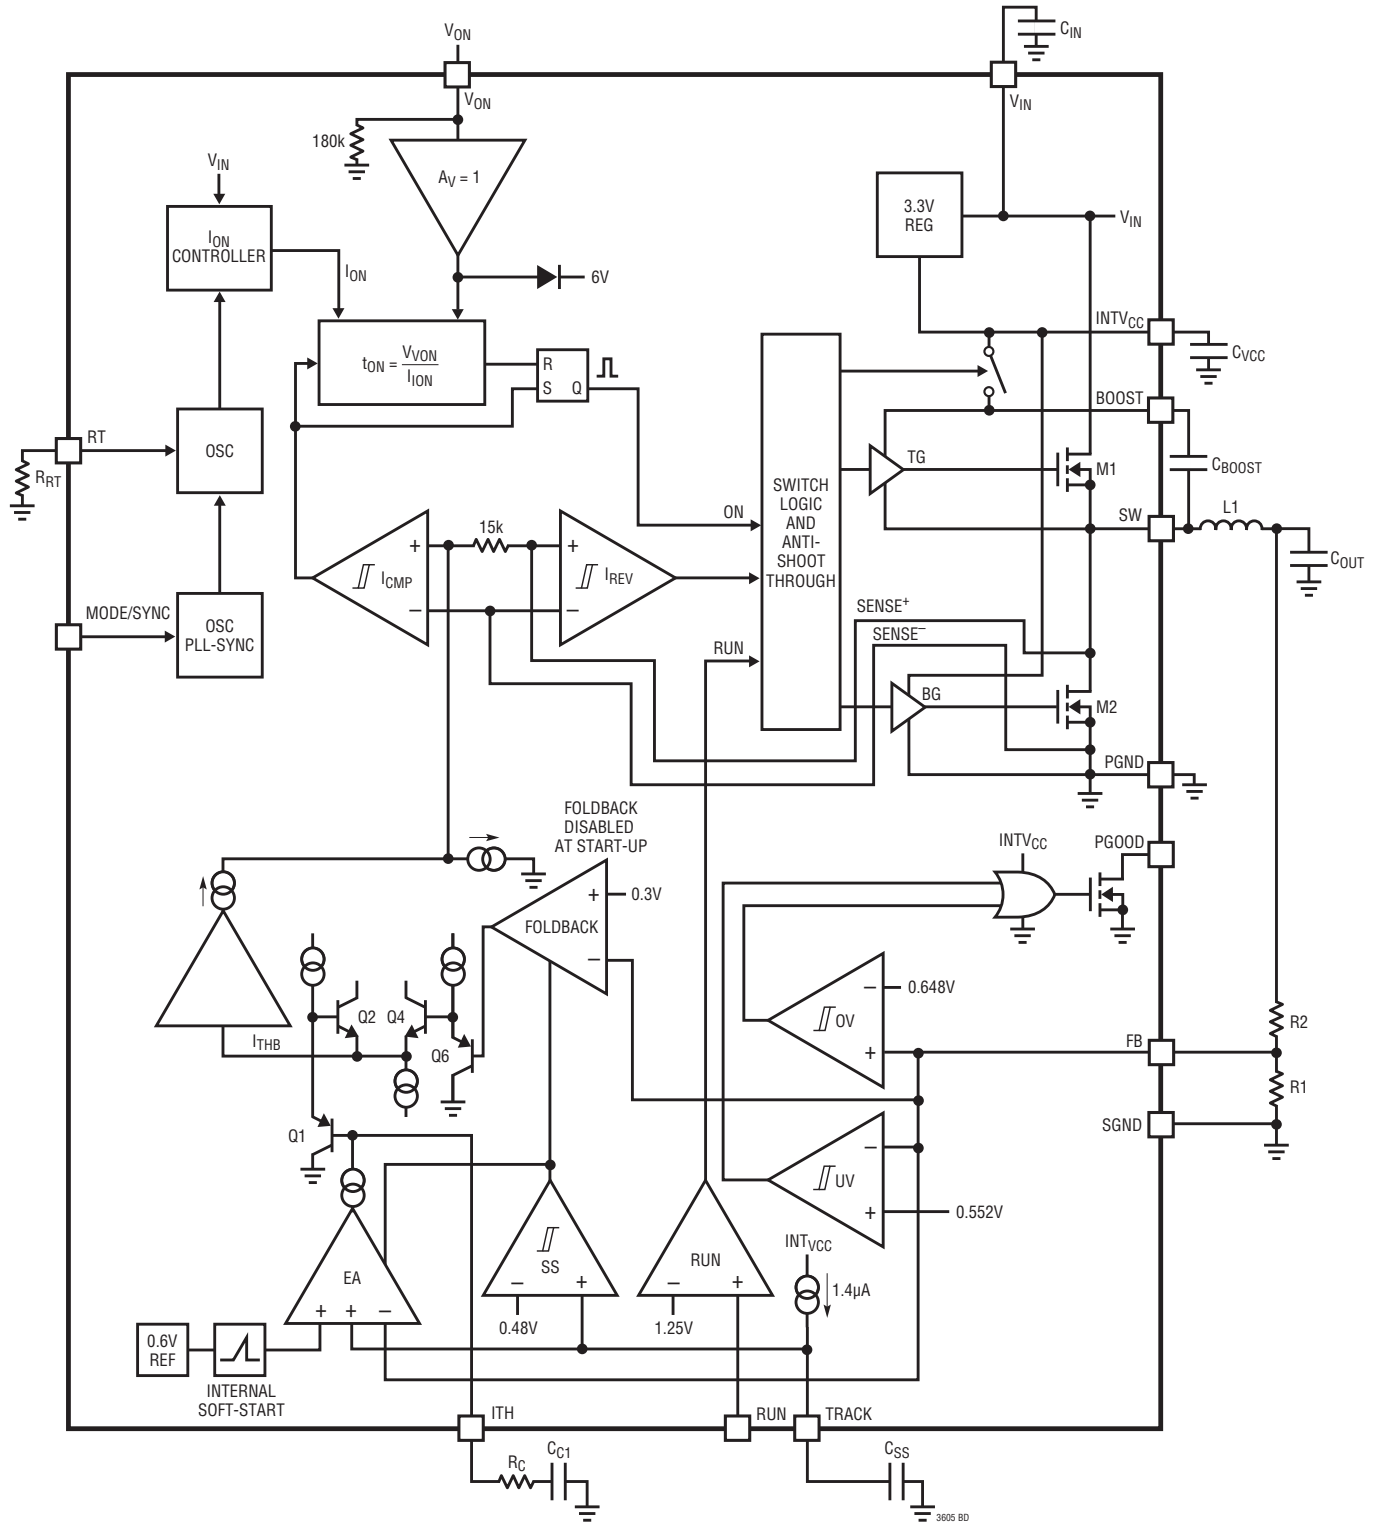 VON
CIN
VON
VIN
180k
AV = 1
VIN
3.3V
REG
VIN
ION
CONTROLLER
ION
6V
INTVCC
CVCC
tON = VVON
IION
R
S Q
BOOST
RT
OSC
RRT
TG
M1
CBOOST
SWITCH
LOGIC
AND
ANTI-
SHOOT
THROUGH
ON
SW
L1
15k
+
+
ICMP
IREV
COUT
–
–
MODE/SYNC
OSC
PLL-SYNC
SENSE+
SENSE–
RUN
BG
M2
PGND
FOLDBACK
DISABLED
AT START-UP
INTVCC
PGOOD
+
0.3V
FOLDBACK
–
– 0.648V
OV
+
Q2 Q4
ITHB
Q6
FB
R2
R1
SGND
Q1
–
UV
+
0.552V
EA
+ + –
SS
– +
0.48V
RUN
– +
1.25V
INTVCC
1.4µA
0.6V
REF
INTERNAL
SOFT-START
ITH
RUN
TRACK
RC
CC1
CSS
3605 BD